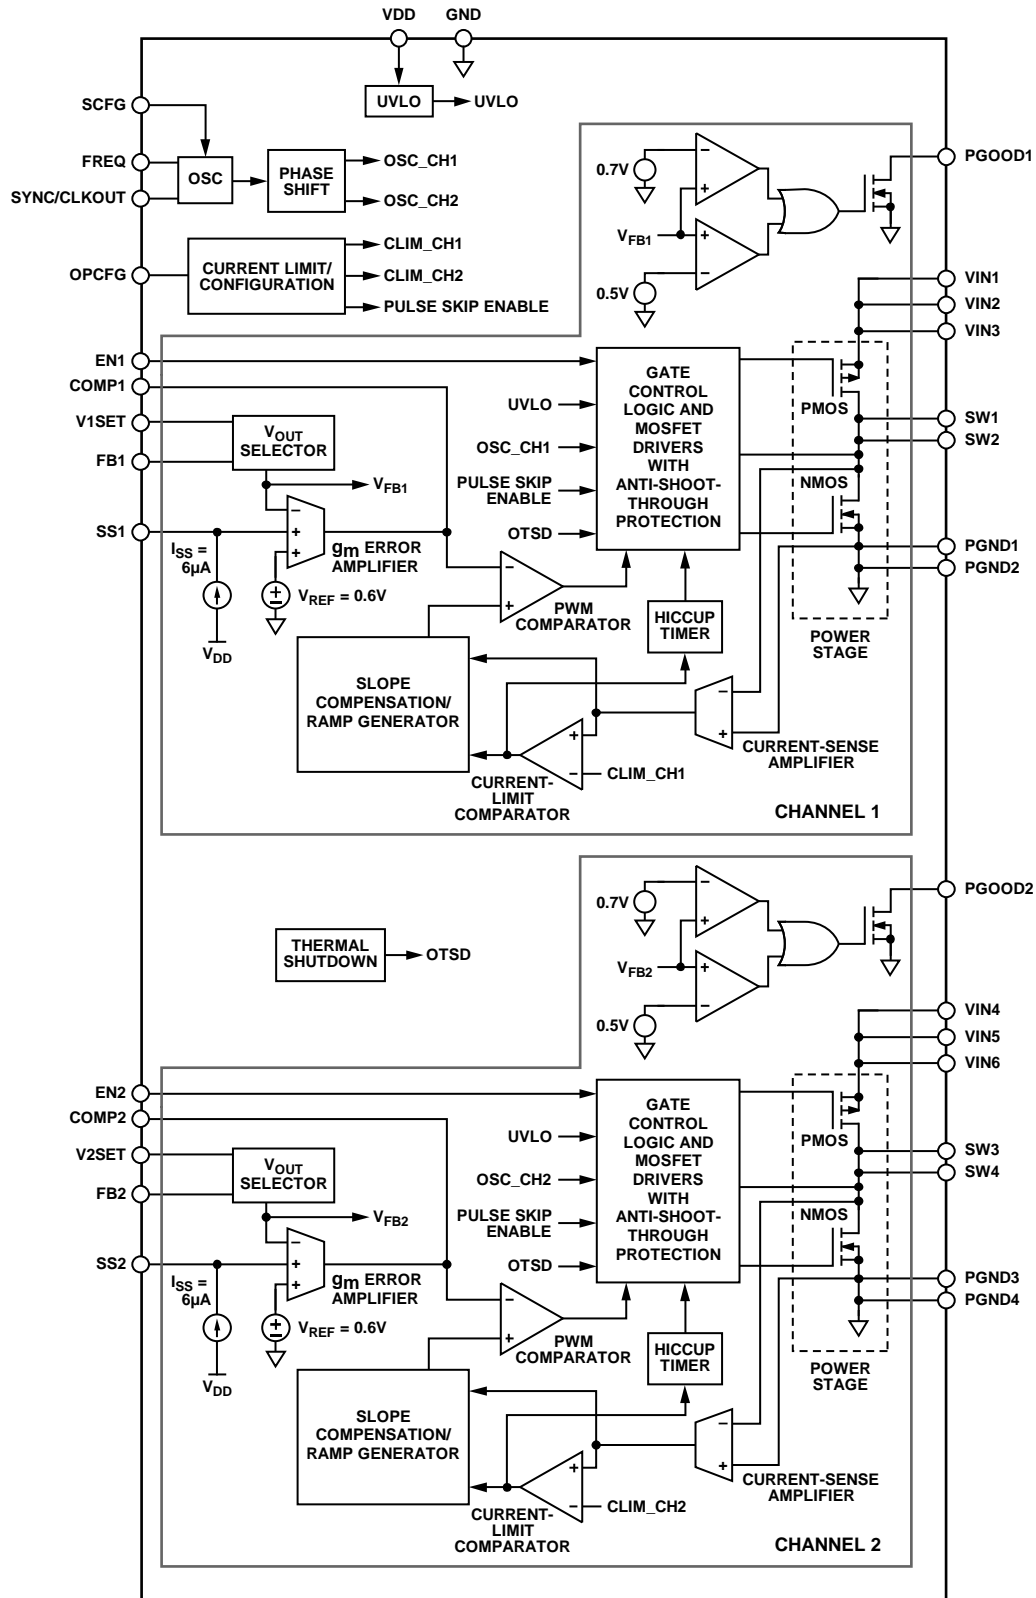 VDD
GND
SCFG
UVLO
UVLO
FREQ
OSC
PHASE
SHIFT
OSC_CH1
SYNC/CLKOUT
OSC_CH2
OPCFG
CURRENT LIMIT/
CONFIGURATION
CLIM_CH1
CLIM_CH2
PULSE SKIP ENABLE
0.7V
−
+
VFB1
+
−
0.5V
PGOOD1
VIN1
VIN2
VIN3
EN1
COMP1
V1SET
FB1
SS1
VOUT
SELECTOR
VFB1
−
+
+
gm ERROR
AMPLIFIER
ISS =
6µA
VREF = 0.6V
VDD
UVLO
OSC_CH1
PULSE SKIP
ENABLE
OTSD
GATE
CONTROL
LOGIC AND
MOSFET
DRIVERS
WITH
ANTI-SHOOT-
THROUGH
PROTECTION
PMOS
NMOS
SW1
SW2
PGND1
PGND2
POWER
STAGE
−
+
PWM
COMPARATOR
HICCUP
TIMER
SLOPE
COMPENSATION/
RAMP GENERATOR
+
−
CLIM_CH1
CURRENT-
LIMIT
COMPARATOR
−
+
CURRENT-SENSE
AMPLIFIER
CHANNEL 1
THERMAL
SHUTDOWN
OTSD
0.7V
−
+
VFB2
+
−
0.5V
PGOOD2
VIN4
VIN5
VIN6
EN2
COMP2
V2SET
FB2
SS2
VOUT
SELECTOR
VFB2
−
+
+
gm ERROR
AMPLIFIER
ISS =
6µA
VREF = 0.6V
VDD
UVLO
OSC_CH2
PULSE SKIP
ENABLE
OTSD
GATE
CONTROL
LOGIC AND
MOSFET
DRIVERS
WITH
ANTI-SHOOT-
THROUGH
PROTECTION
PMOS
NMOS
SW3
SW4
PGND3
PGND4
POWER
STAGE
−
+
PWM
COMPARATOR
HICCUP
TIMER
SLOPE
COMPENSATION/
RAMP GENERATOR
+
−
CLIM_CH2
CURRENT-
LIMIT
COMPARATOR
−
+
CURRENT-SENSE
AMPLIFIER
CHANNEL 2